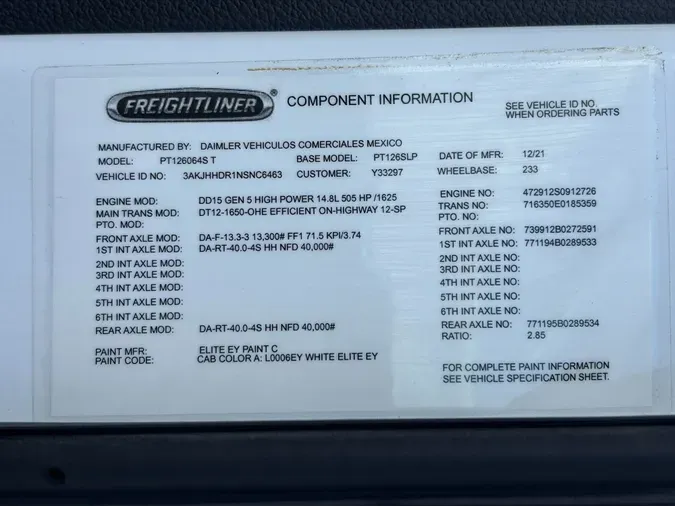 FREIGHTLINER ® COMPONENT INFORMATION SEE VEHICLE ID NO.
WHEN ORDERING PARTS
MANUFACTURED BY: DAIMLER VEHICULOS COMERCIALES MEXICO
MODEL: PT126064S T BASE MODEL: PT126SLP DATE OF MFR: 12/21
VEHICLE ID NO: 3AKJHHDR1NSNC6463 CUSTOMER: Y33297 WHEELBASE: 233
ENGINE MOD: DD15 GEN 5 HIGH POWER 14.8L 505 HP /1625 ENGINE NO: 472912S0912726
MAIN TRANS MOD: DT12-1650-OHE EFFICIENT ON-HIGHWAY 12-SP TRANS NO: 716350E0185359
PTO. MOD: PTO. NO:
FRONT AXLE MOD: DA-F-13.3-3 13,300# FF1 71.5 KPI/3.74 FRONT AXLE NO: 739912B0272591
1ST INT AXLE MOD: DA-RT-40.0-4S HH NFD 40,000# 1ST INT AXLE NO: 771194B0289533
2ND INT AXLE MOD: 2ND INT AXLE NO:
3RD INT AXLE MOD: 3RD INT AXLE NO:
4TH INT AXLE MOD: 4TH INT AXLE NO:
5TH INT AXLE MOD: 5TH INT AXLE NO:
6TH INT AXLE MOD: 6TH INT AXLE NO:
REAR AXLE MOD: DA-RT-40.0-4S HH NFD 40,000# REAR AXLE NO: 771195B0289534
RATIO: 2.85
PAINT MFR: ELITE EY PAINT C
PAINT CODE: CAB COLOR A: L0006EY WHITE ELITE EY
FOR COMPLETE PAINT INFORMATION
SEE VEHICLE SPECIFICATION SHEET.